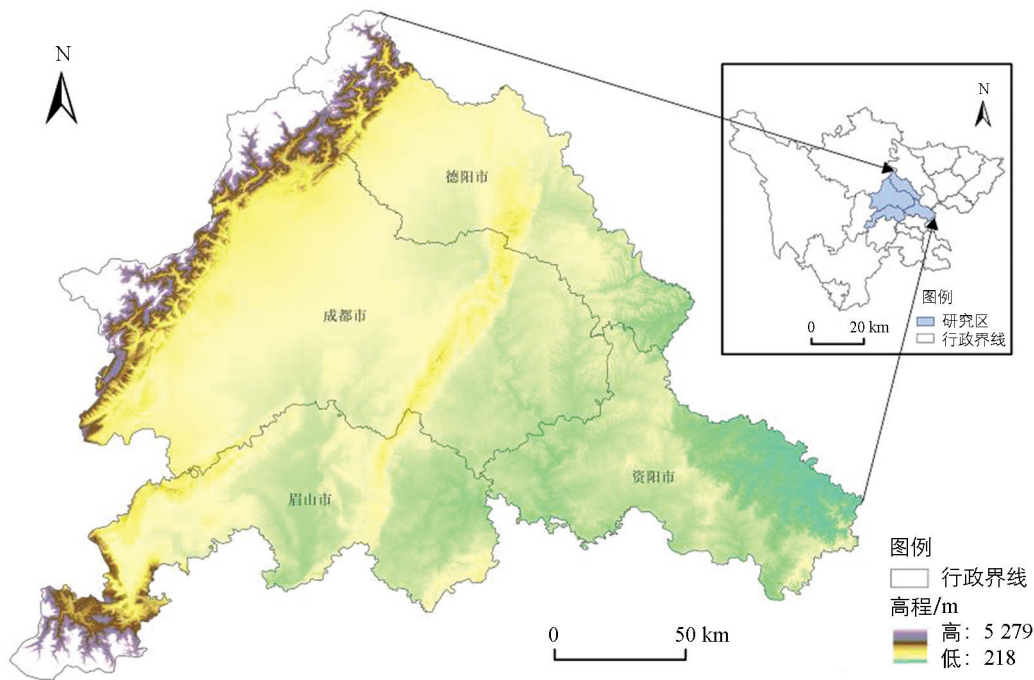 N
德阳市
成都市
眉山市
资阳市
N
图例
研究区
行政界线
0 20 km
图例
行政界线
高程/m
高：5 279
低：218
0 50 km